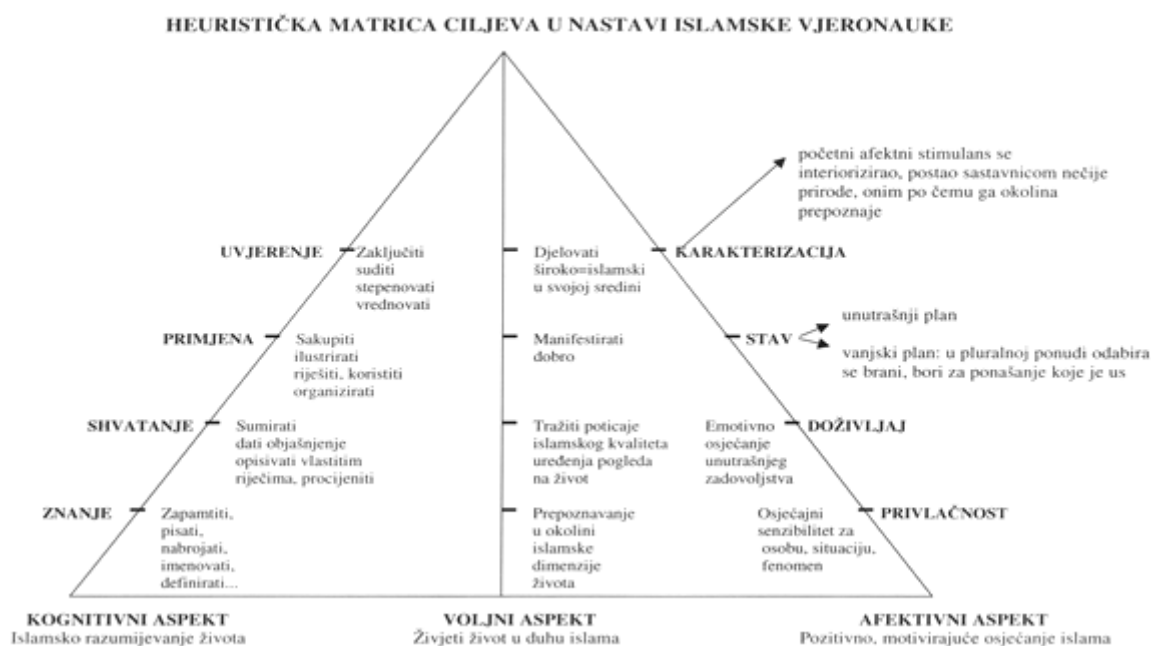 HEURISTIČKA MATRICA CILJEVA U NASTAVI ISLAMSKE VJERONAUKE
početni afektni stimulans se
interiorizirao, postao sastavnicom nečije
prirode, onim po čemu ga okolina
prepoznaje
UVJERENJE
Zaključiti
suditi
stepenovati
vrednovati
Djelovati
široko=islamski
u svojoj sredini
KARAKTERIZACIJA
PRIMJENA
Sakupiti
ilustrirati
riješiti, koristiti
organizirati
Manifestirati
dobro
STAV
unutrašnji plan
vanjski plan: u pluralnoj ponudi odabira
se brani, bori za ponašanje koje je us
SHVATANJE
Sumirati
dati objašnjenje
opisivati vlastitim
riječima, procijeniti
Tražiti poticaje
islamskog kvaliteta
uređenja pogleda
na život
Emotivno
osjećanje
unutrašnjeg
zadovoljstva
DOŽIVLJAJ
ZNANJE
Zapamtiti,
pisati,
nabrojati,
imenovati,
definirati...
Prepoznavanje
u okolini
islamske
dimenzije
života
Osjećajni
senzibilitet za
osobu, situaciju,
fenomen
PRIVLAČNOST
KOGNITIVNI ASPEKT
Islamsko razumijevanje života
VOLJNI ASPEKT
Živjeti život u duhu islama
AFEKTIVNI ASPEKT
Pozitivno, motivirajuće osjećanje islama